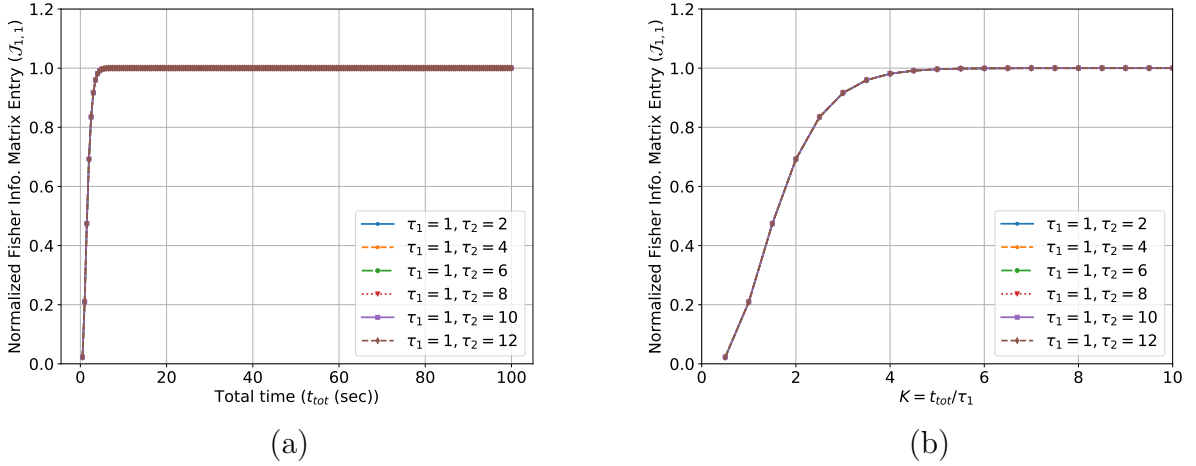 Normalized Fisher Info. Matrix Entry (𝒥₁,₁)
1.2
1.0
0.8
0.6
0.4
0.2
0.0
τ₁ = 1, τ₂ = 2
τ₁ = 1, τ₂ = 4
τ₁ = 1, τ₂ = 6
τ₁ = 1, τ₂ = 8
τ₁ = 1, τ₂ = 10
τ₁ = 1, τ₂ = 12
0 20 40 60 80 100
Total time (t_tot (sec))
(a)
Normalized Fisher Info. Matrix Entry (𝒥₁,₁)
1.2
1.0
0.8
0.6
0.4
0.2
0.0
τ₁ = 1, τ₂ = 2
τ₁ = 1, τ₂ = 4
τ₁ = 1, τ₂ = 6
τ₁ = 1, τ₂ = 8
τ₁ = 1, τ₂ = 10
τ₁ = 1, τ₂ = 12
0 2 4 6 8 10
K = t_tot/τ₁
(b)